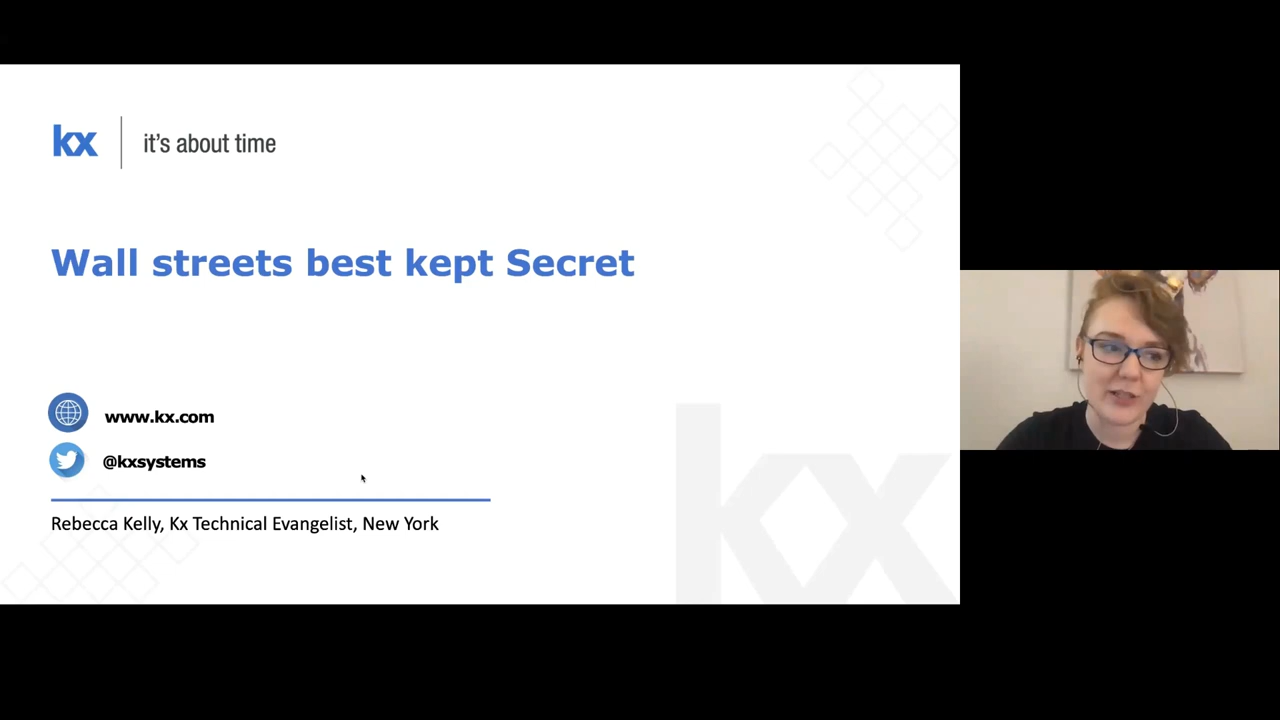 kx
it's about time
Wall streets best kept Secret
www.kx.com
@kxsystems
Rebecca Kelly, Kx Technical Evangelist, New York
kx